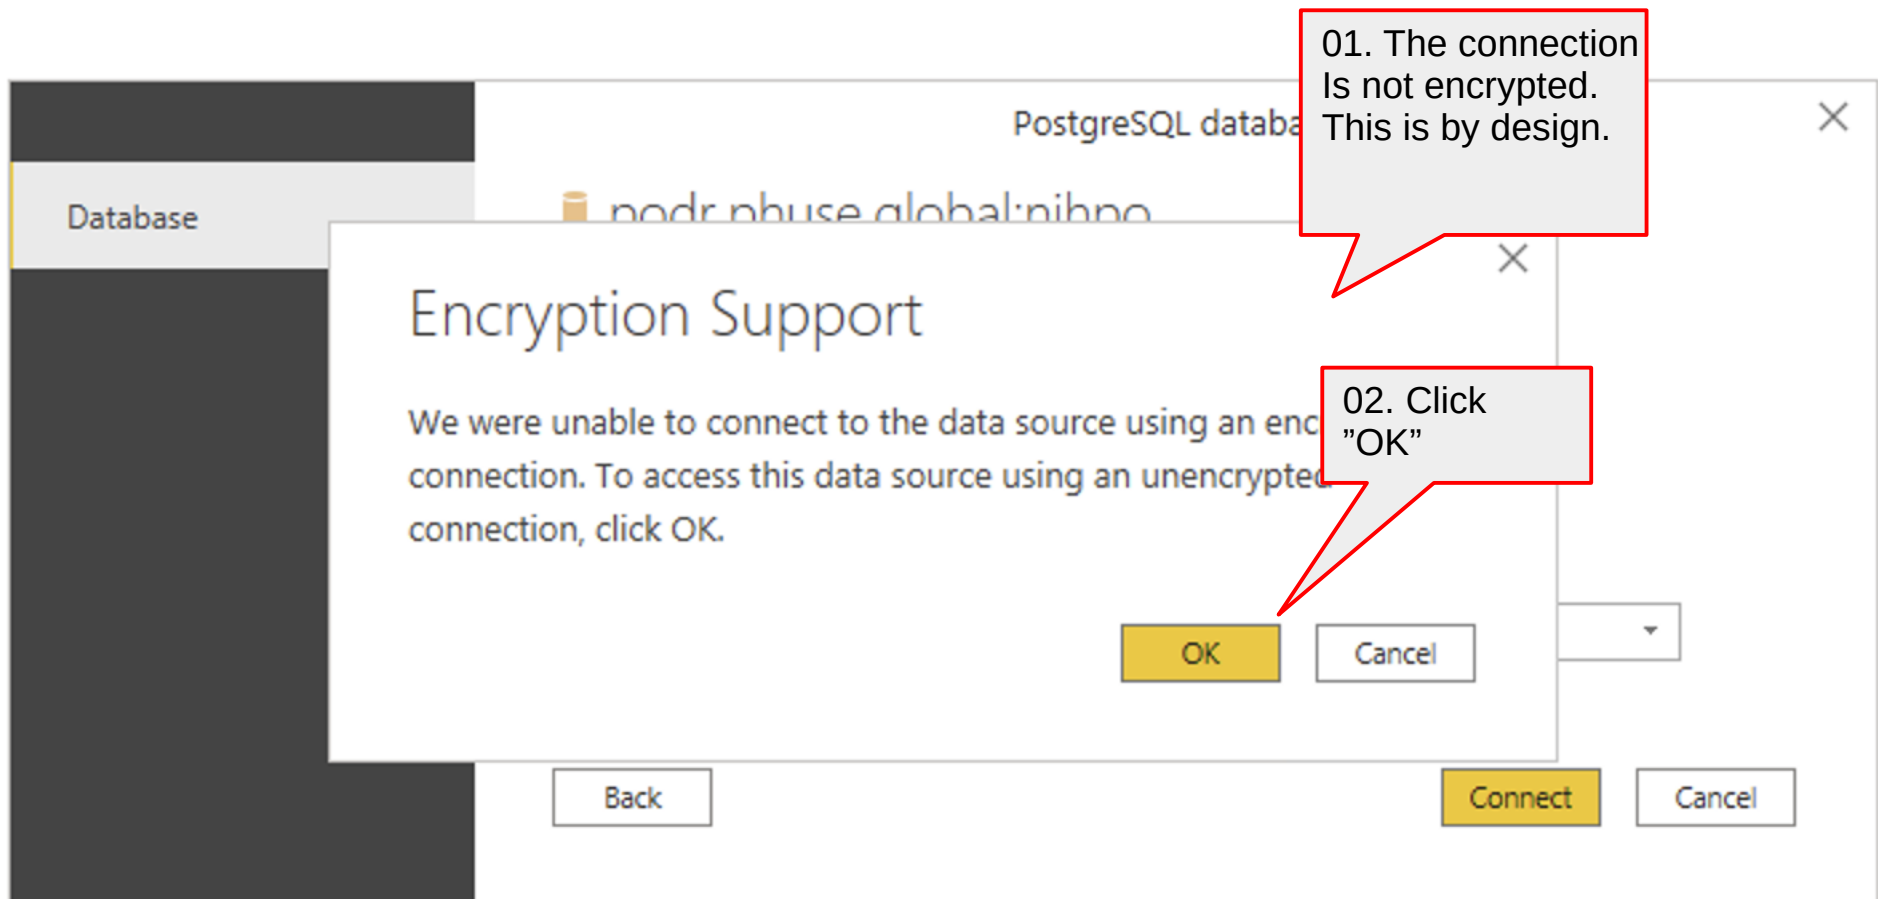 01. The connection
Is not encrypted.
This is by design.
PostgreSQL databa
Database
podr.phuse.global:nihpo
Encryption Support
We were unable to connect to the data source using an enc
connection. To access this data source using an unencrypted
connection, click OK.
02. Click
”OK”
OK
Cancel
Back
Connect
Cancel